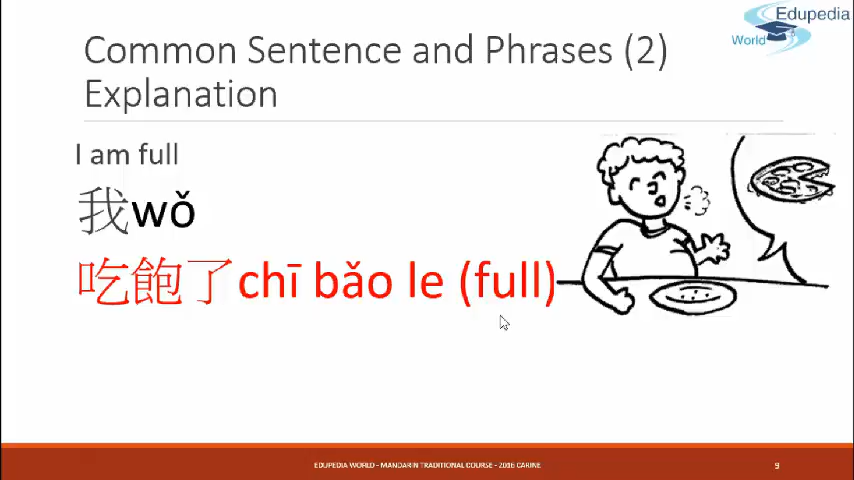 Edupedia
World
Common Sentence and Phrases (2)
Explanation
I am full
我wǒ
吃飽了chī bǎo le (full)
EDUPEDIA WORLD - MANDARIN TRADITIONAL COURSE - 2016 CARINE
9